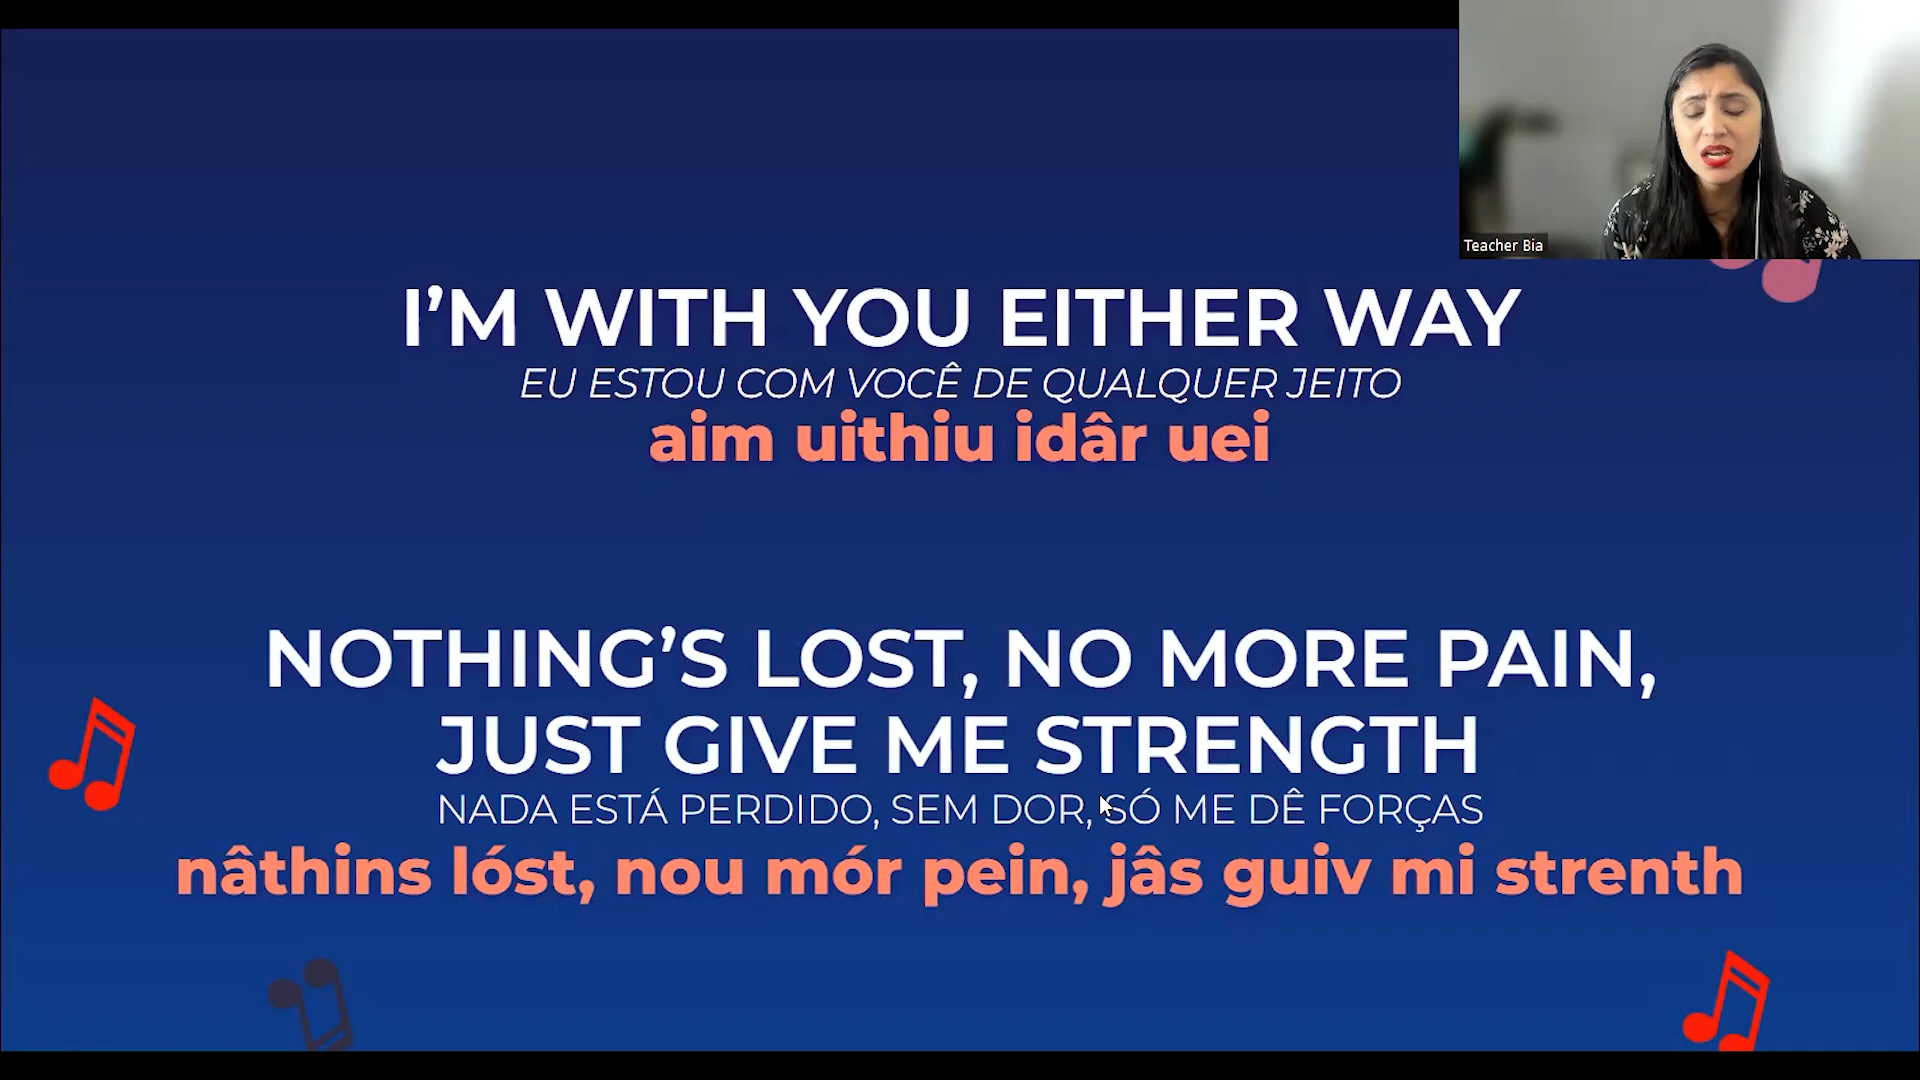 Teacher Bia
I'M WITH YOU EITHER WAY
EU ESTOU COM VOCÊ DE QUALQUER JEITO
aim uithiu idâr uei
NOTHING'S LOST, NO MORE PAIN,
JUST GIVE ME STRENGTH
NADA ESTÁ PERDIDO, SEM DOR, SÓ ME DÊ FORÇAS
nâthins lóst, nou mór pein, jâs guiv mi strenth